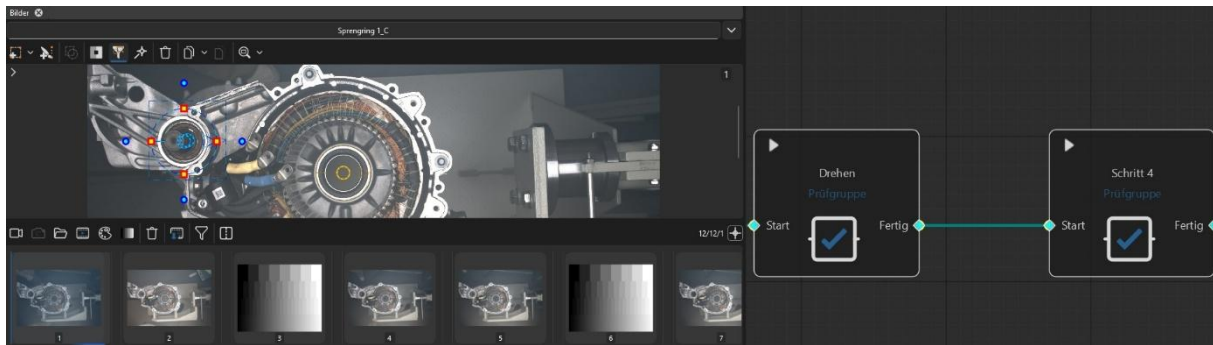 Bilder
Sprengring 1_C
1
12/12/1
1
2
3
4
5
6
7
Drehen
Prüfgruppe
Start
Fertig
Schritt 4
Prüfgruppe
Start
Fertig